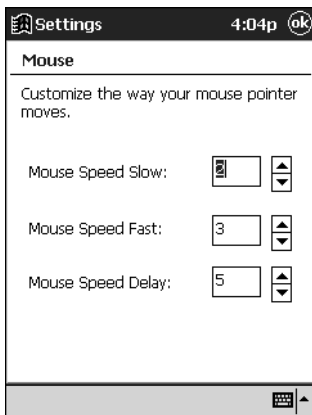 Settings 4:04p ok
Mouse
Customize the way your mouse pointer
moves.
Mouse Speed Slow: 2
Mouse Speed Fast: 3
Mouse Speed Delay: 5